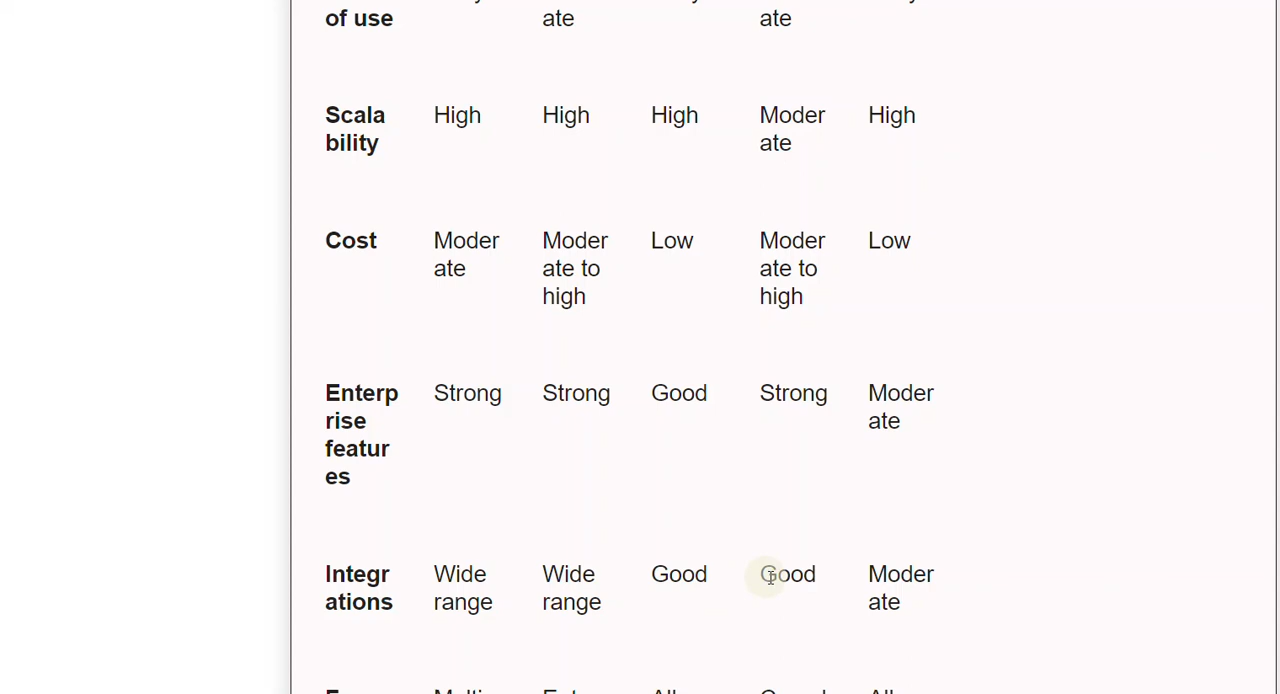 of use ate ate
Scala High High High Moder High
bility ate
Cost Moder Moder Low Moder Low
ate ate to ate to
high high
Enterp Strong Strong Good Strong Moder
rise ate
featur
es
Integr Wide Wide Good Good Moder
ations range range ate